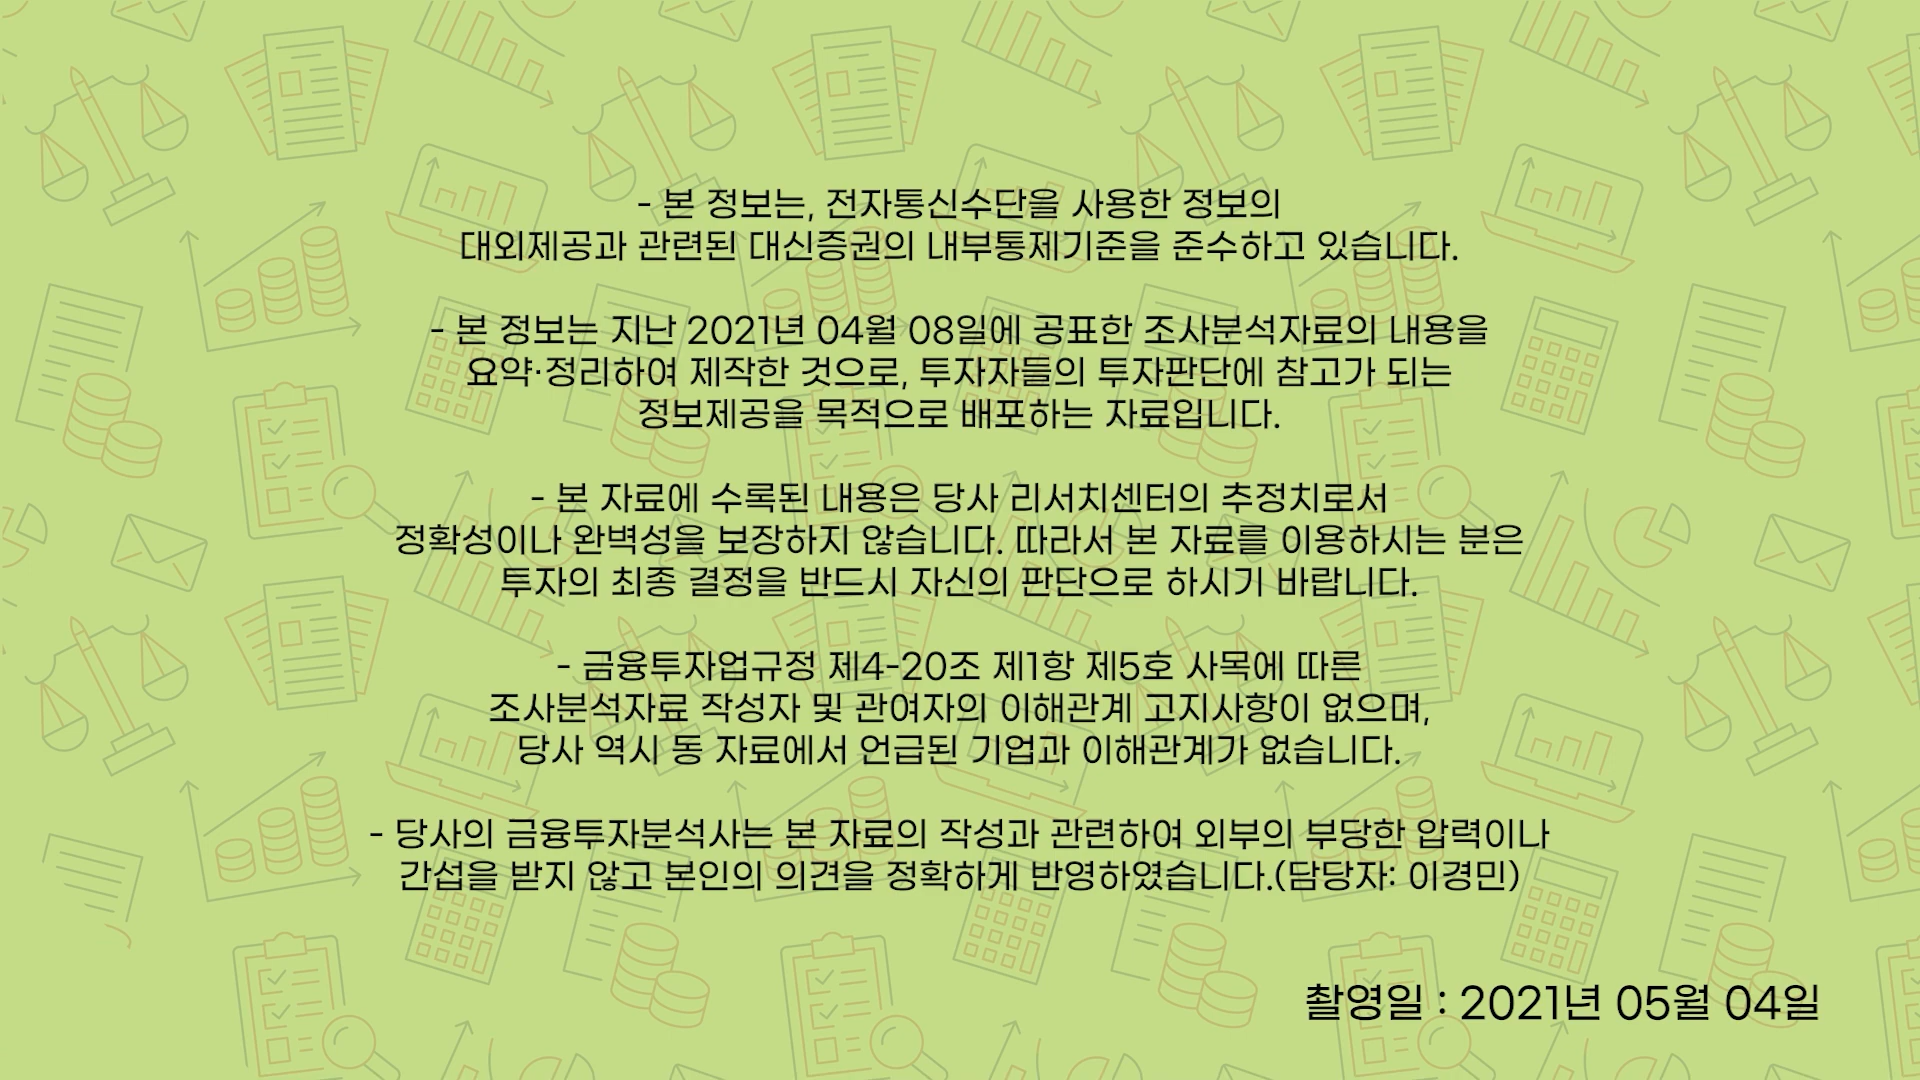 - 본 정보는, 전자통신수단을 사용한 정보의
대외제공과 관련된 대신증권의 내부통제기준을 준수하고 있습니다.
- 본 정보는 지난 2021년 04월 08일에 공표한 조사분석자료의 내용을
요약·정리하여 제작한 것으로, 투자자들의 투자판단에 참고가 되는
정보제공을 목적으로 배포하는 자료입니다.
- 본 자료에 수록된 내용은 당사 리서치센터의 추정치로서
정확성이나 완벽성을 보장하지 않습니다. 따라서 본 자료를 이용하시는 분은
투자의 최종 결정을 반드시 자신의 판단으로 하시기 바랍니다.
- 금융투자업규정 제4-20조 제1항 제5호 사목에 따른
조사분석자료 작성자 및 관여자의 이해관계 고지사항이 없으며,
당사 역시 동 자료에서 언급된 기업과 이해관계가 없습니다.
- 당사의 금융투자분석사는 본 자료의 작성과 관련하여 외부의 부당한 압력이나
간섭을 받지 않고 본인의 의견을 정확하게 반영하였습니다.(담당자: 이경민)
촬영일 : 2021년 05월 04일